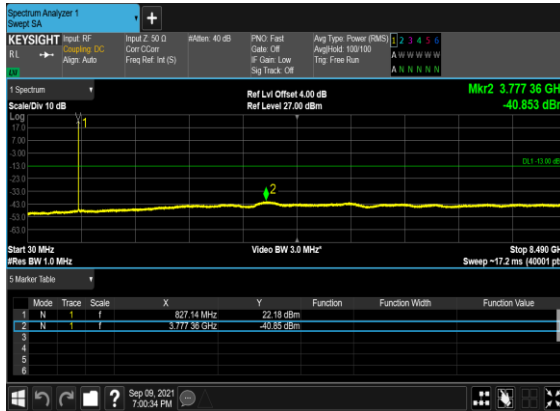 Spectrum Analyzer 1
Swept SA
KEYSIGHT Input: RF Input Z: 50 Ω #Atten: 40 dB PNO: Fast Avg Type: Power (RMS) 1 2 3 4 5 6
RL Coupling: DC Corr CCorr Gate: Off Avg|Hold: 100/100 A W W W W W
Align: Auto Freq Ref: Int (S) IF Gain: Low Trig: Free Run
Sig Track: Off A N N N N N
1 Spectrum
Scale/Div 10 dB Ref Lvl Offset 4.00 dB Mkr2 3.777 36 GH
Ref Level 27.00 dBm -40.853 dB
Log
17.0
7.00
-3.00
-13.0
-23.0
-33.0
-43.0
-53.0
-63.0
1
DL1 -13.00 dB
2
Start 30 MHz Video BW 3.0 MHz* Stop 8.490 GH
#Res BW 1.0 MHz Sweep ~17.2 ms (40001 pt
5 Marker Table
Mode Trace Scale X Y Function Function Width Function Value
1 N 1 f 827.14 MHz 22.18 dBm
2 N 1 f 3.777 36 GHz -40.85 dBm
3
4
5
6
Sep 09, 2021
7:00:34 PM